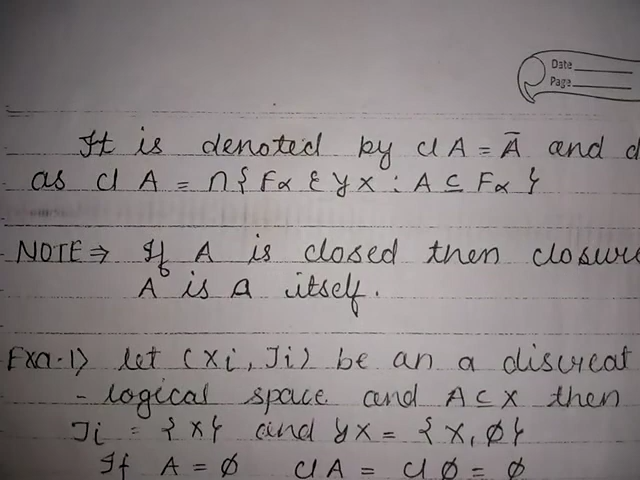 Date
Page
It is denoted by cl A = Ā and d
as cl A = ∩ { Fα ε yx : A ⊆ Fα }
NOTE ⇒ If A is closed then closure
A is a itself.
Exa.1) let (Xi, Ji) be an a discreat
- logical space and A ⊆ X then
Ji = { X } and yx = { X, ∅ }
If A = ∅ cl A = cl ∅ = ∅